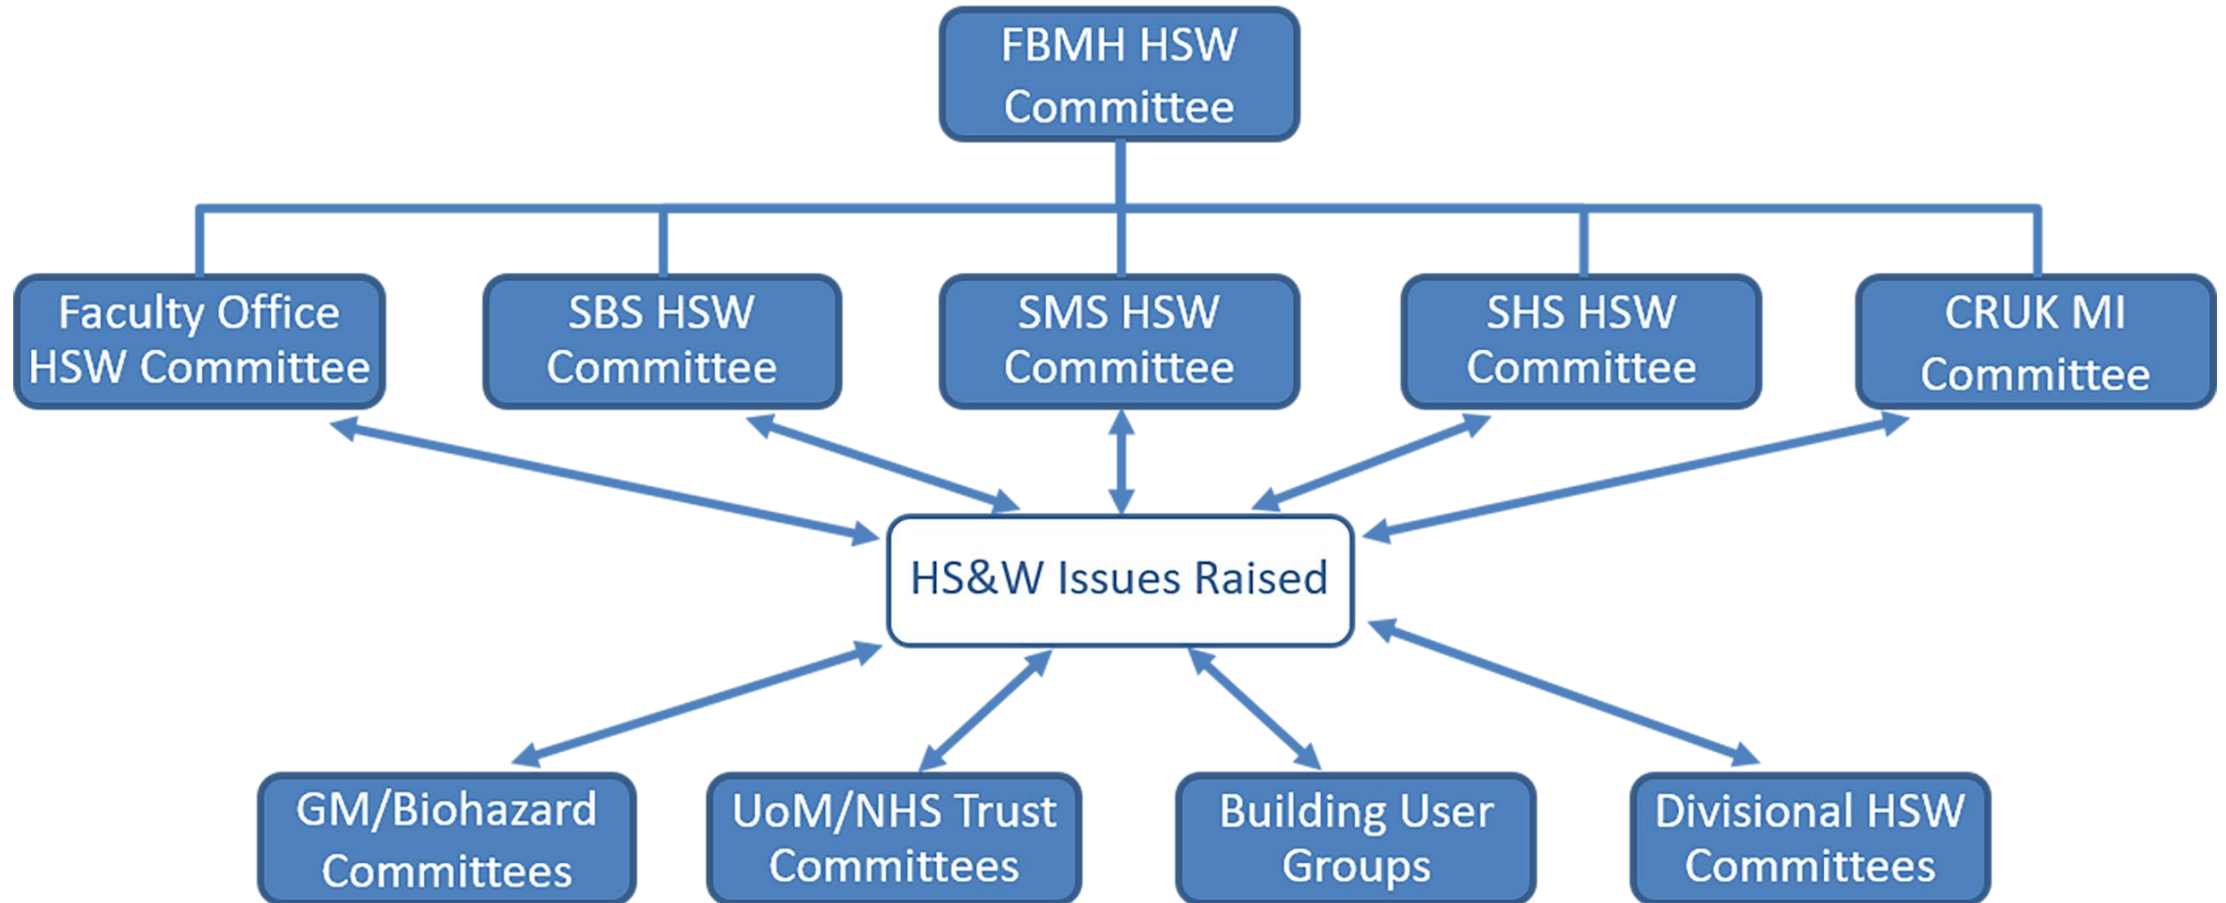 FBMH HSW
Committee
Faculty Office
HSW Committee
SBS HSW
Committee
SMS HSW
Committee
SHS HSW
Committee
CRUK MI
Committee
HS&W Issues Raised
GM/Biohazard
Committees
UoM/NHS Trust
Committees
Building User
Groups
Divisional HSW
Committees